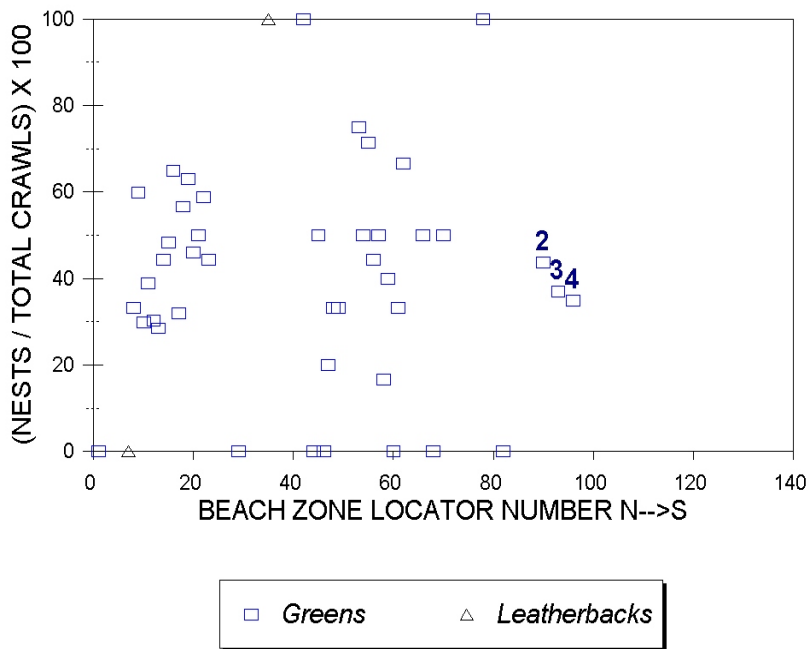 (NESTS / TOTAL CRAWLS) X 100
100
80
60
40
20
0
2
3
4
0 20 40 60 80 100 120 140
BEACH ZONE LOCATOR NUMBER N-->S
Greens Leatherbacks